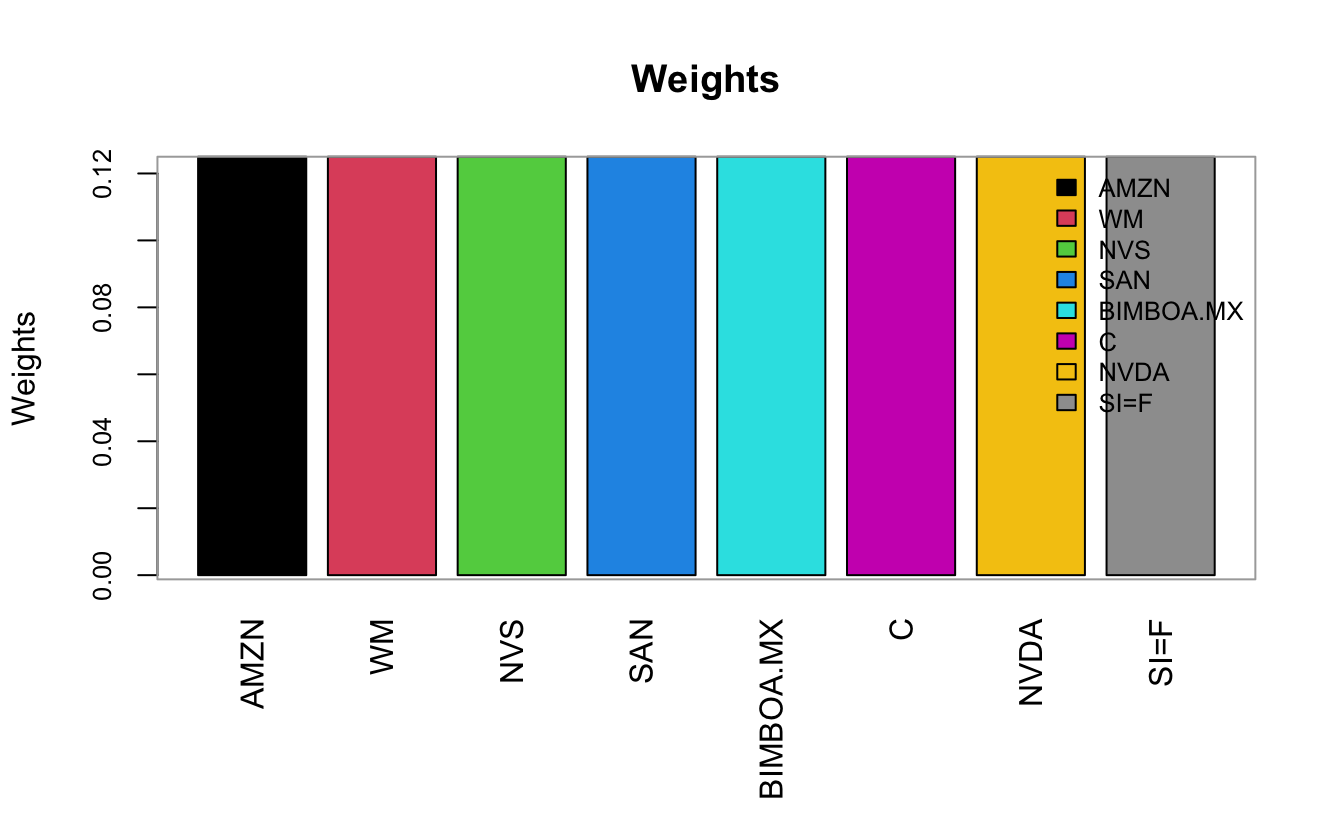 Weights
Weights
0.12
0.08
0.04
0.00
AMZN
WM
NVS
SAN
BIMBOA.MX
C
NVDA
SI=F
AMZN
WM
NVS
SAN
BIMBOA.MX
C
NVDA
SI=F